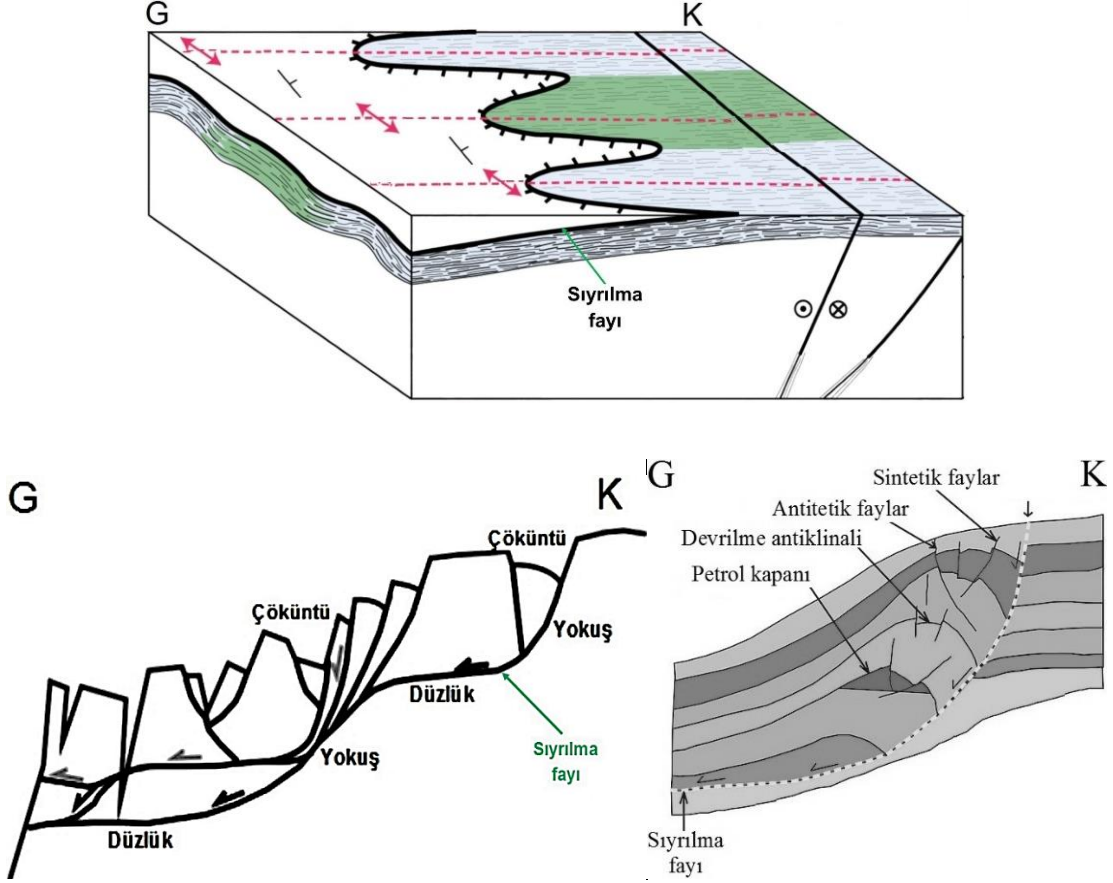 G
K
Sıyrılma
fayı
G
K
Çöküntü
Çöküntü
Yokuş
Düzlük
Sıyrılma
fayı
Yokuş
Düzlük
G
K
Sintetik faylar
Antitetik faylar
Devrilme antiklinali
Petrol kapanı
Sıyrılma
fayı